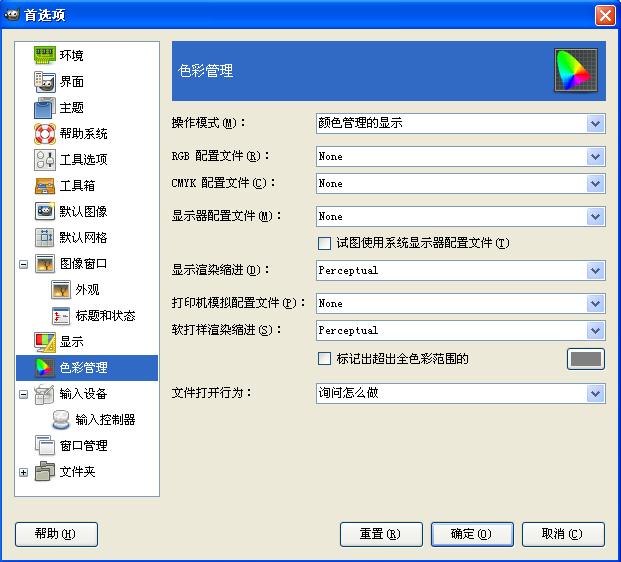 首选项
环境
界面
主题
帮助系统
工具选项
工具箱
默认图像
默认网格
图像窗口
外观
标题和状态
显示
色彩管理
输入设备
输入控制器
窗口管理
文件夹
色彩管理
操作模式(M)： 颜色管理的显示
RGB 配置文件(R)： None
CMYK 配置文件(C)： None
显示器配置文件(M)： None
试图使用系统显示器配置文件(T)
显示渲染缩进(D)： Perceptual
打印机模拟配置文件(P)： None
软打样渲染缩进(S)： Perceptual
标记出超出全色彩范围的
文件打开行为： 询问怎么做
帮助(H) 重置(R) 确定(O) 取消(C)